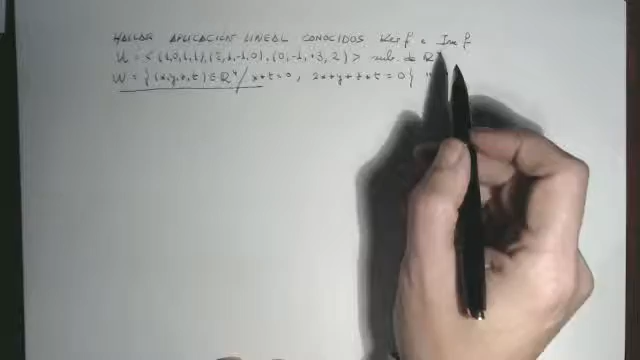 HALLAR APLICACIÓN LINEAL CONOCIDOS Ker f e Im f
U = < (1,0,1,1), (2,1,-1,0), (0,-1,+3,2) > sub. de R⁴
W = { (x,y,z,t) ∈ R⁴ / x+t=0, 2x+y+z+t=0} "